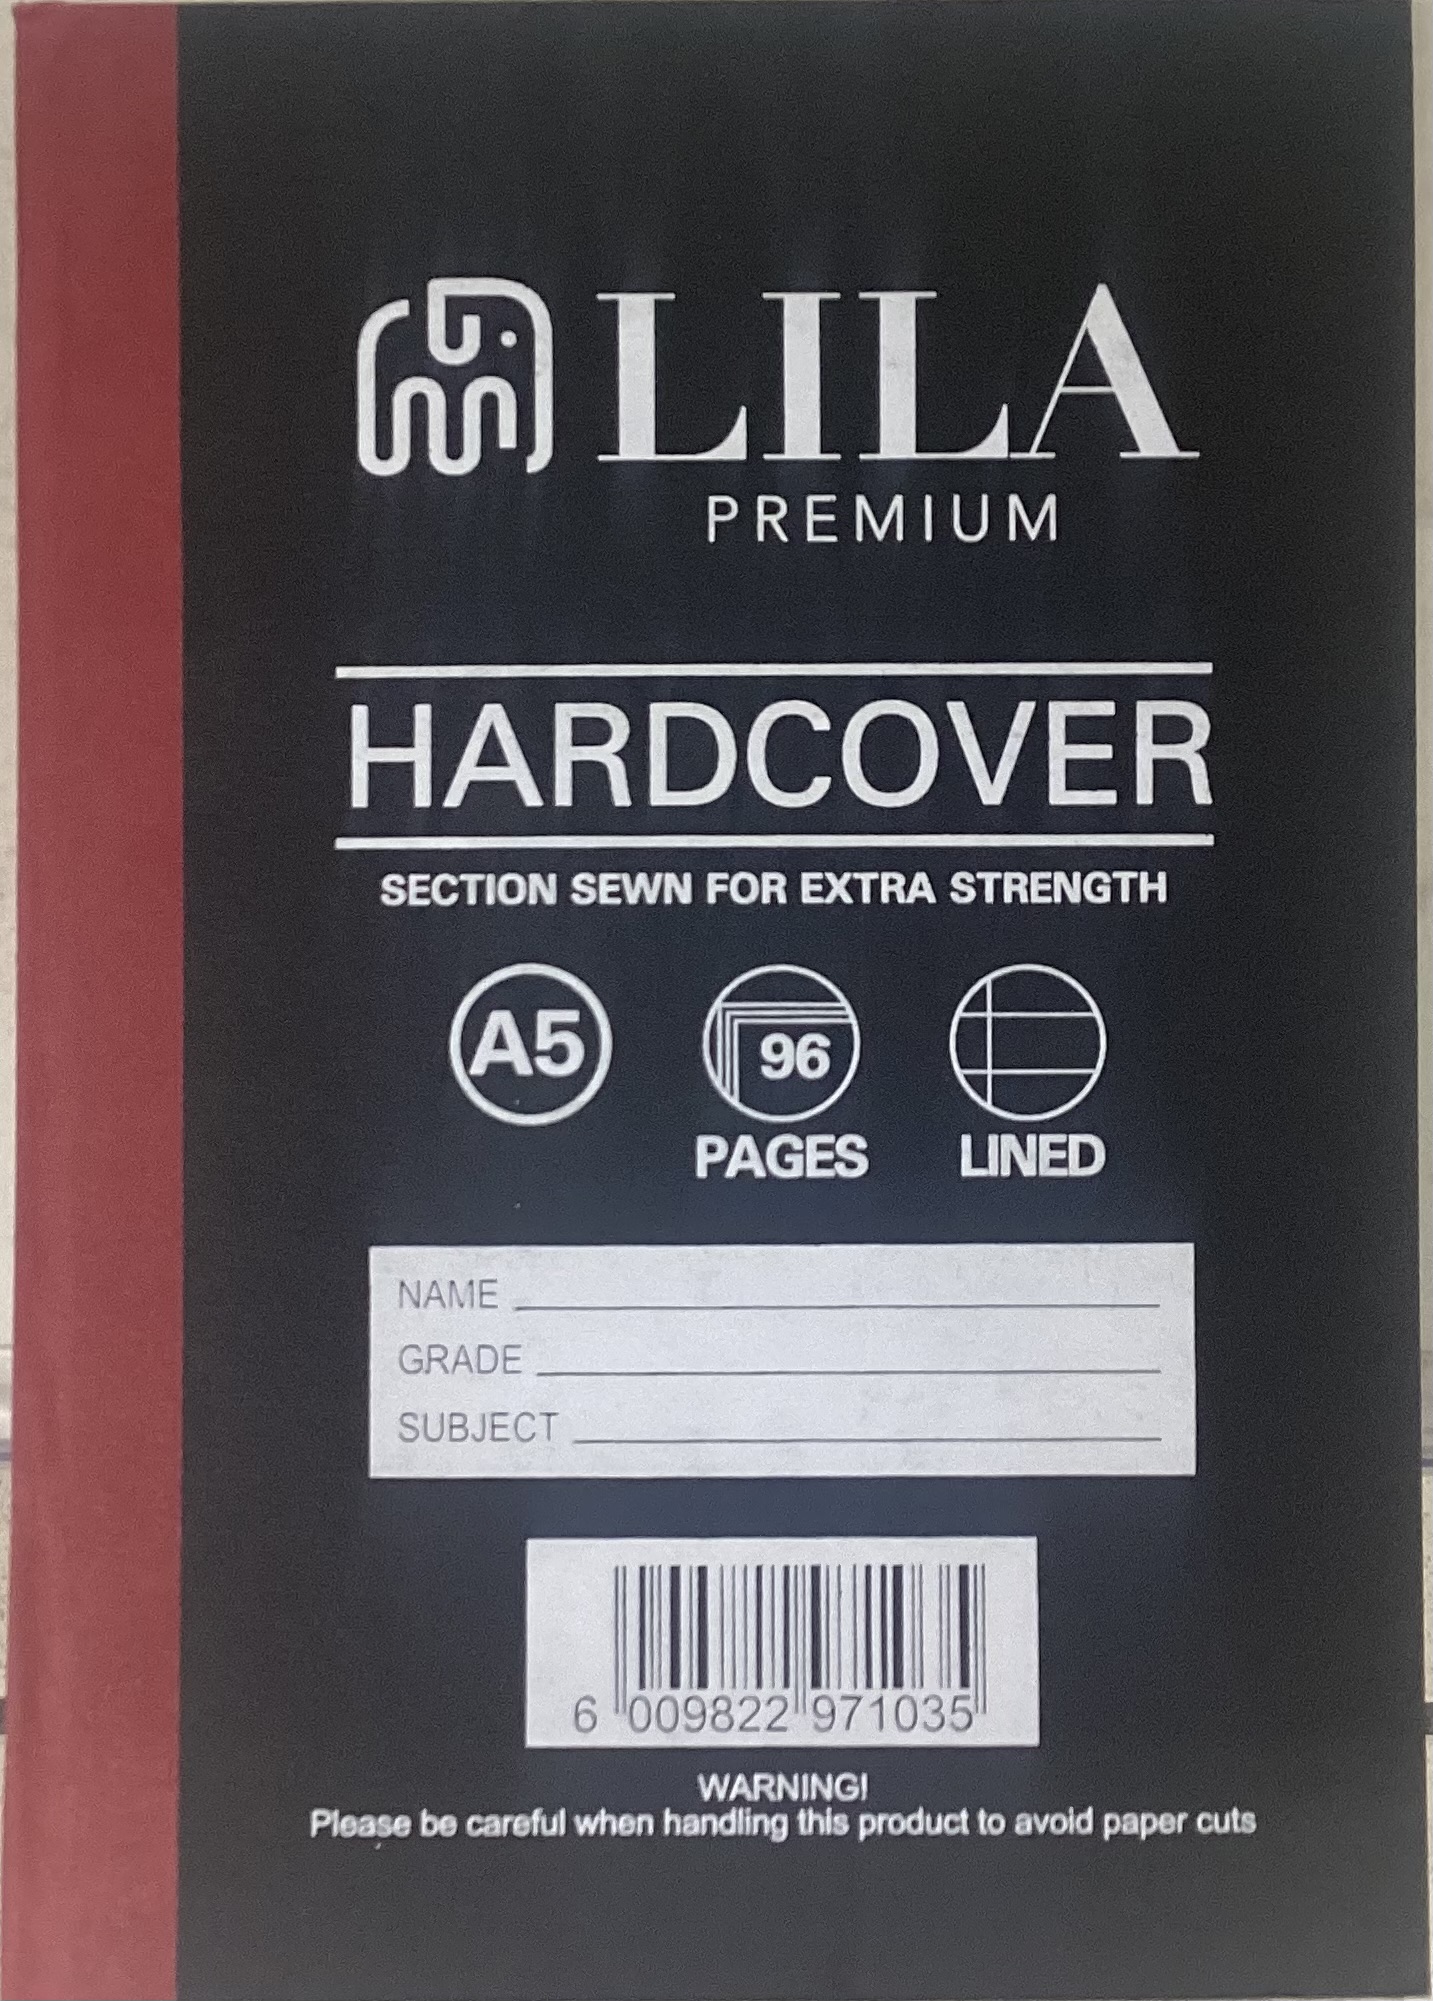 LILA
PREMIUM
HARDCOVER
SECTION SEWN FOR EXTRA STRENGTH
A5
96
PAGES
LINED
NAME
GRADE
SUBJECT
6 009822 971035
WARNING!
Please be careful when handling this product to avoid paper cuts